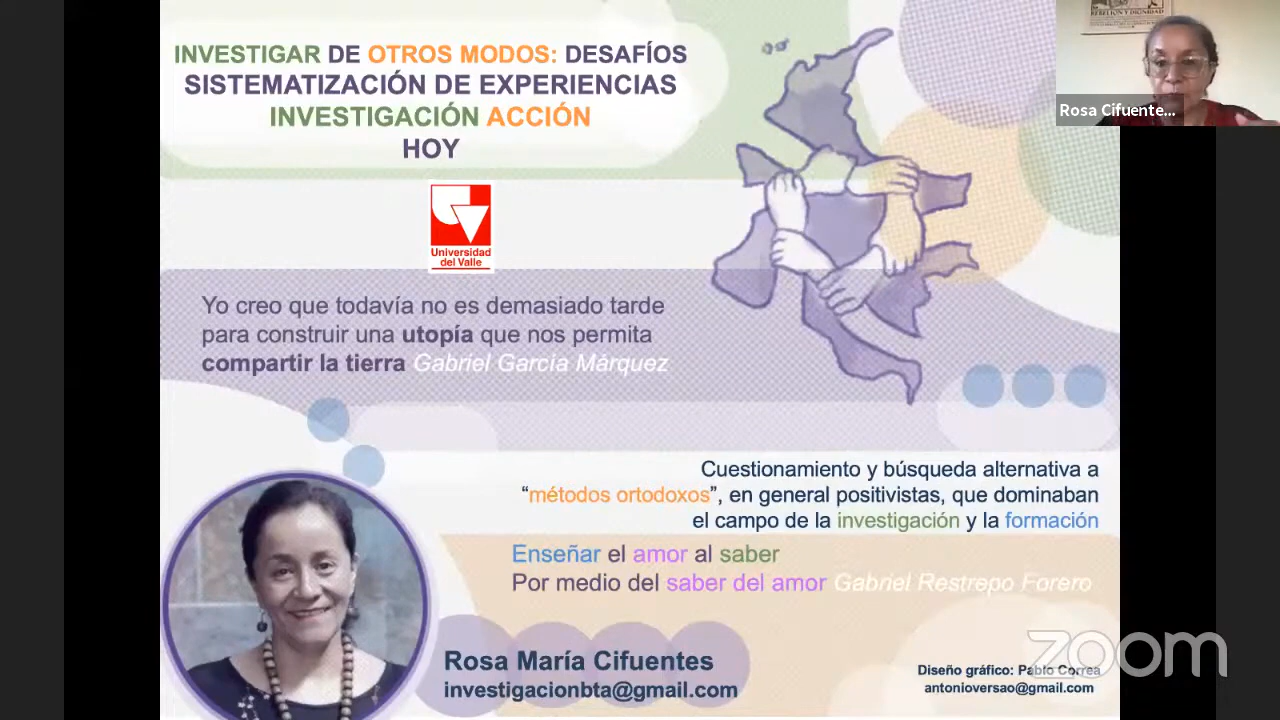 INVESTIGAR DE OTROS MODOS: DESAFÍOS
SISTEMATIZACIÓN DE EXPERIENCIAS
INVESTIGACIÓN ACCIÓN
HOY
Universidad
del Valle
Yo creo que todavía no es demasiado tarde
para construir una utopía que nos permita
compartir la tierra Gabriel García Márquez
Cuestionamiento y búsqueda alternativa a
“métodos ortodoxos”, en general positivistas, que dominaban
el campo de la investigación y la formación
Enseñar el amor al saber
Por medio del saber del amor Gabriel Restrepo Forero
Rosa María Cifuentes
investigacionbta@gmail.com
Diseño gráfico: Pablo Correa
antonioversao@gmail.com
REBELIÓN Y DIGNIDAD
Rosa Cifuente...
zoom